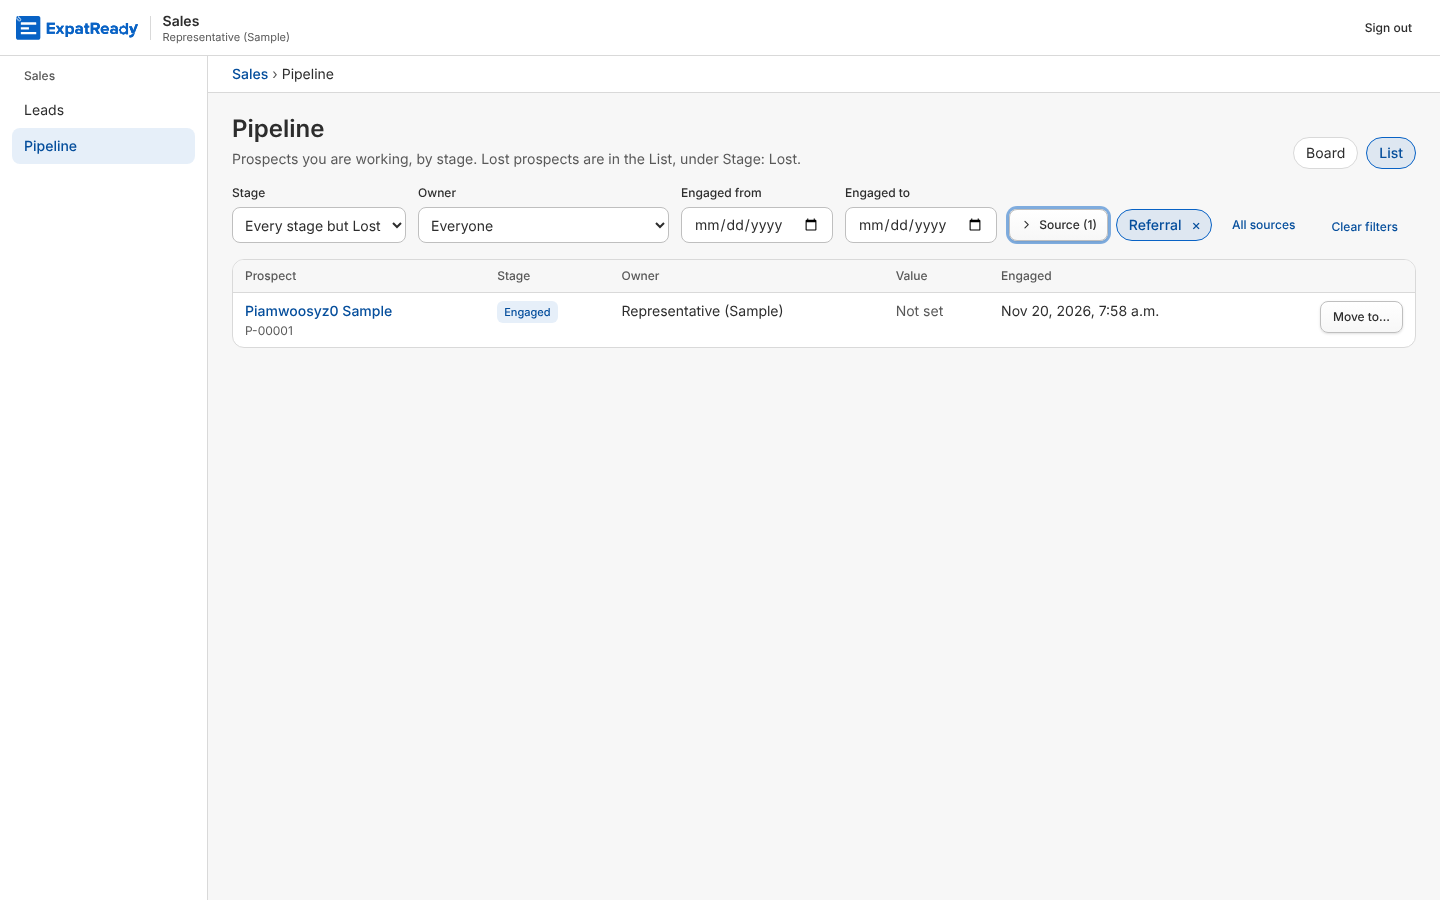 ExpatReady
Sales
Representative (Sample)
Sign out
Sales
Leads
Pipeline
Sales › Pipeline
Pipeline
Prospects you are working, by stage. Lost prospects are in the List, under Stage: Lost.
Board
List
Stage
Owner
Engaged from
Engaged to
Every stage but Lost
Everyone
mm/dd/yyyy
mm/dd/yyyy
Source (1)
Referral ×
All sources
Clear filters
Prospect Stage Owner Value Engaged
Piamwoosyz0 Sample Engaged Representative (Sample) Not set Nov 20, 2026, 7:58 a.m. Move to...
P-00001